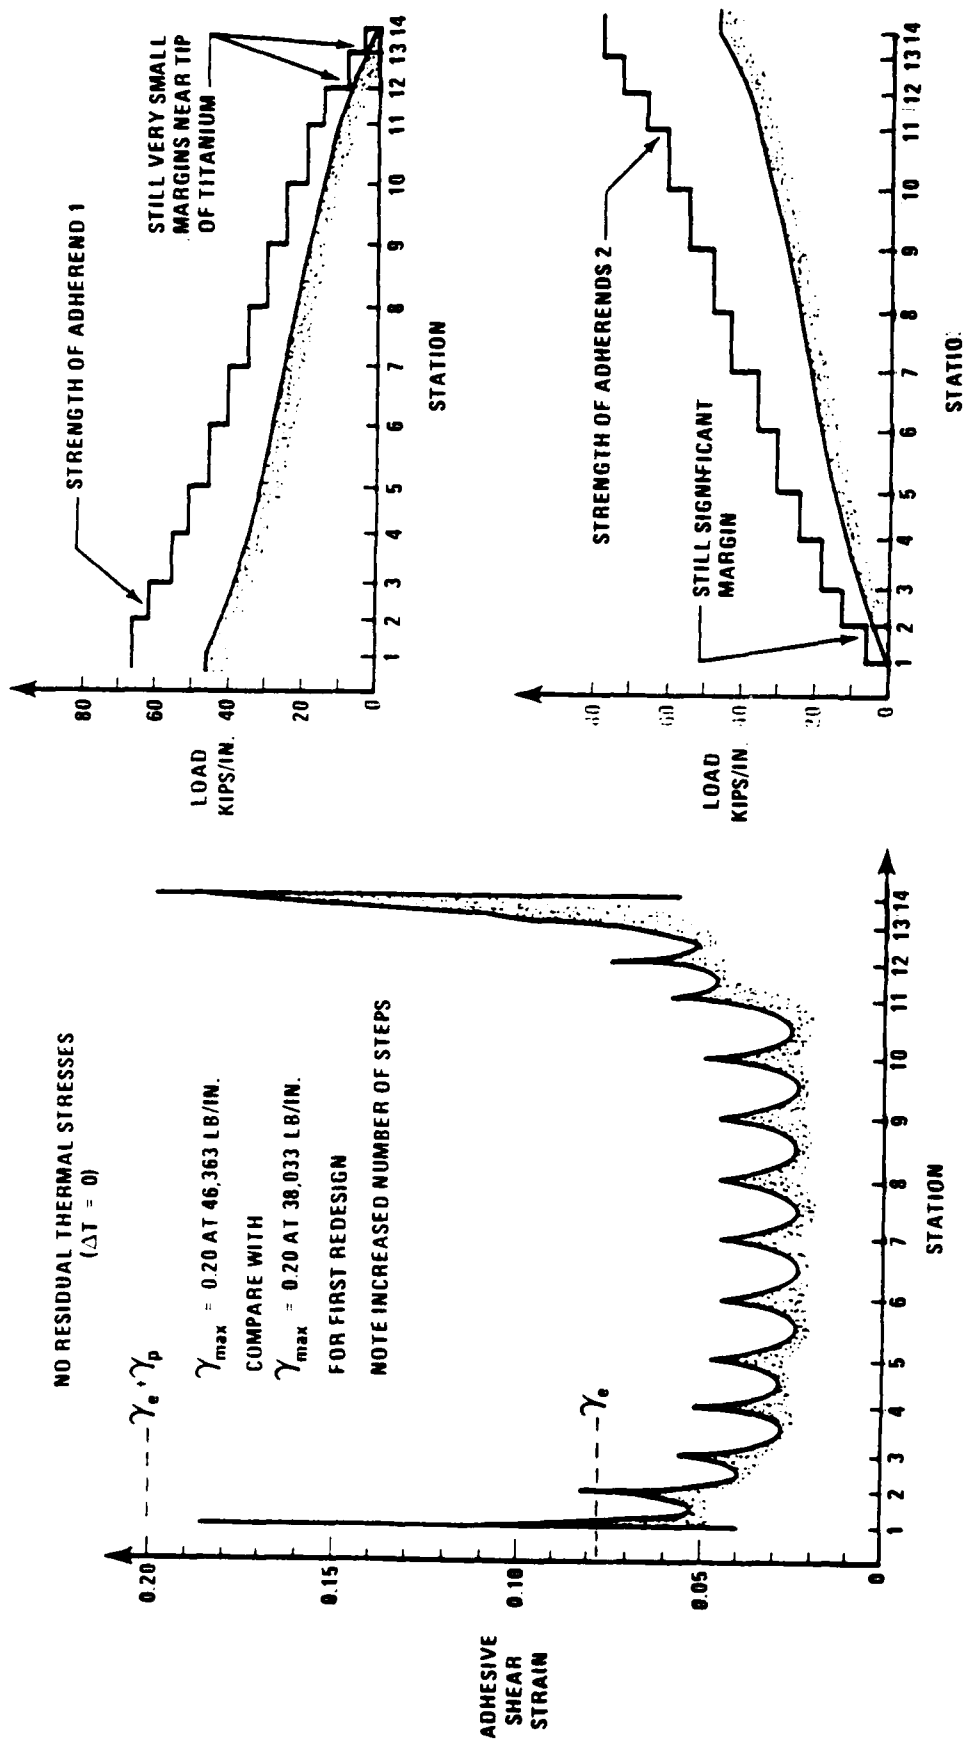 NO RESIDUAL THERMAL STRESSES
(ΔT = 0)
γe + γp
γmax = 0.20 AT 46,363 LB/IN.
COMPARE WITH
γmax = 0.20 AT 38,033 LB/IN.
FOR FIRST REDESIGN
NOTE INCREASED NUMBER OF STEPS
γe
0.20
0.15
0.10
0.05
0
ADHESIVE
SHEAR
STRAIN
1 2 3 4 5 6 7 8 9 10 11 12 13 14
STATION
STRENGTH OF ADHEREND 1
STILL VERY SMALL
MARGINS NEAR TIP
OF TITANIUM
80
60
40
20
0
LOAD
KIPS/IN.
1 2 3 4 5 6 7 8 9 10 11 12 13 14
STATION
STRENGTH OF ADHERENDS 2
STILL SIGNIFICANT
MARGIN
80
60
40
20
0
LOAD
KIPS/IN.
1 2 3 4 5 6 7 8 9 10 11 12 13 14
STATIO